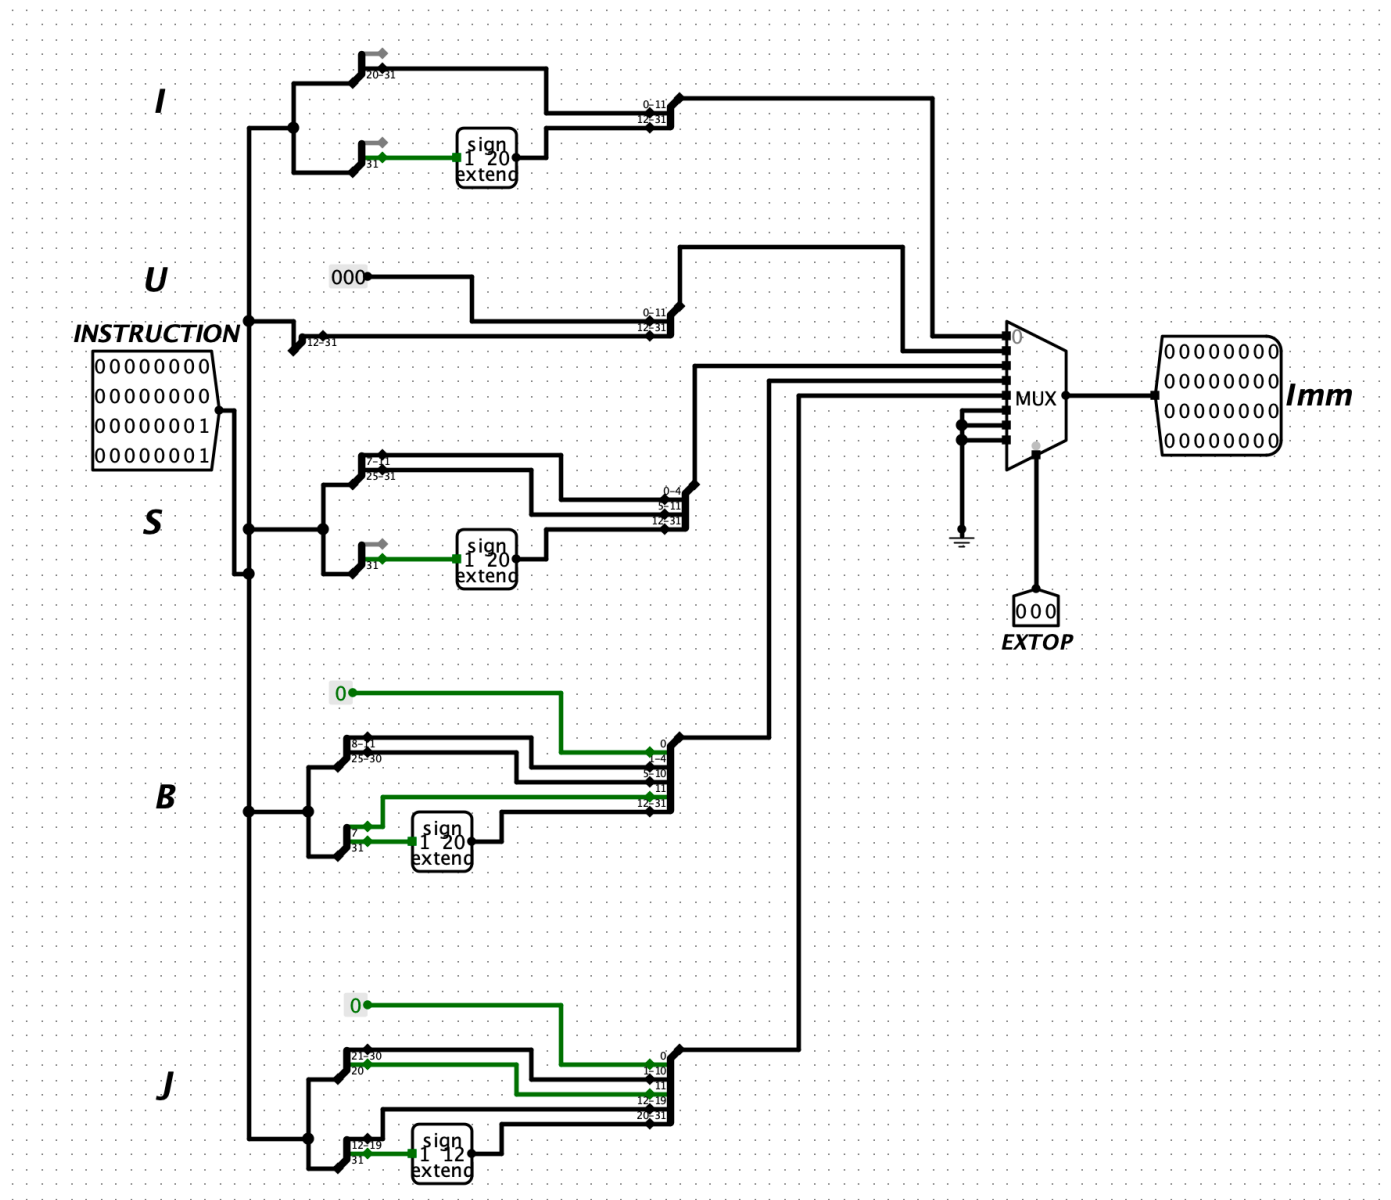 I
20-31
31
sign
1 20
extend
0-11
12-31
U
000
12-31
0-11
12-31
INSTRUCTION
00000000
00000000
00000001
00000001
0
MUX
00000000
00000000
00000000
00000000
Imm
S
7-11
25-31
31
sign
1 20
extend
0-4
5-11
12-31
000
EXTOP
B
0
8-11
25-30
7
31
sign
1 20
extend
0
1-4
5-10
11
12-31
J
0
21-30
20
12-19
31
sign
1 12
extend
0
1-10
11
12-19
20-31